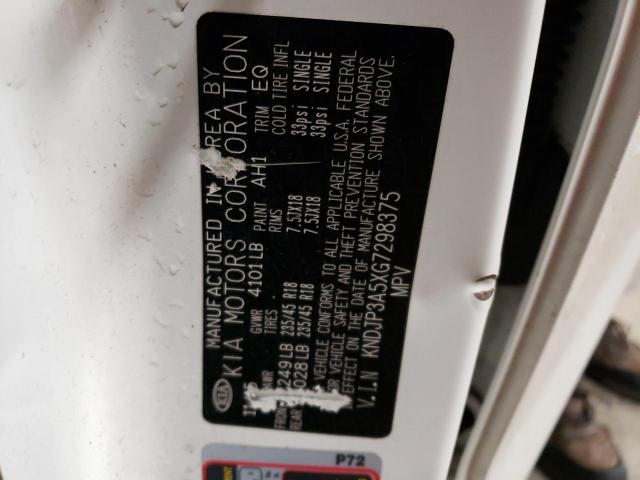 MANUFACTURED IN KOREA BY
KIA KIA MOTORS CORPORATION
GVWR 4101LB PAINT AH1 TRIM EQ
TIRES RIMS COLD TIRE INFL
FRONT 249LB 235/45 R18 7.5JX18 33psi SINGLE
REAR 028LB 235/45 R18 7.5JX18 33psi SINGLE
VEHICLE CONFORMS TO ALL APPLICABLE U.S.A. FEDERAL
VEHICLE SAFETY AND THEFT PREVENTION STANDARDS
EFFECT ON THE DATE OF MANUFACTURE SHOWN ABOVE.
V.I.N KNDJP3A5XG7298375
MPV
P72